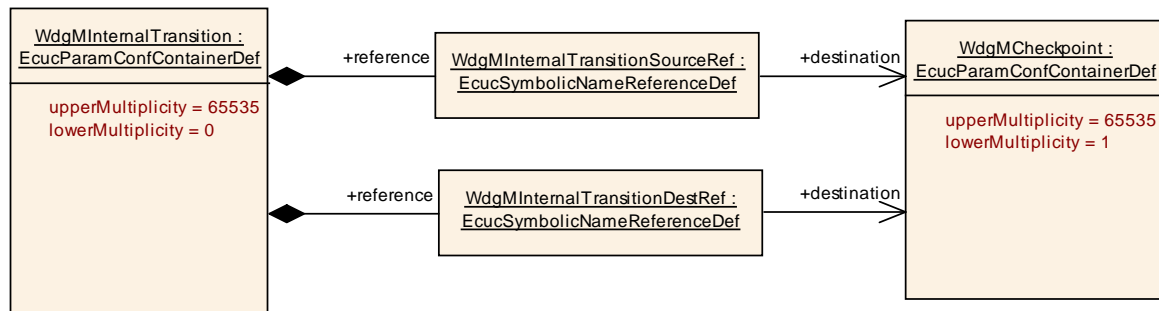 WdgMInternalTransition :
EcucParamConfContainerDef
upperMultiplicity = 65535
lowerMultiplicity = 0
+reference
WdgMInternalTransitionSourceRef :
EcucSymbolicNameReferenceDef
+destination
WdgMCheckpoint :
EcucParamConfContainerDef
upperMultiplicity = 65535
lowerMultiplicity = 1
+reference
WdgMInternalTransitionDestRef :
EcucSymbolicNameReferenceDef
+destination